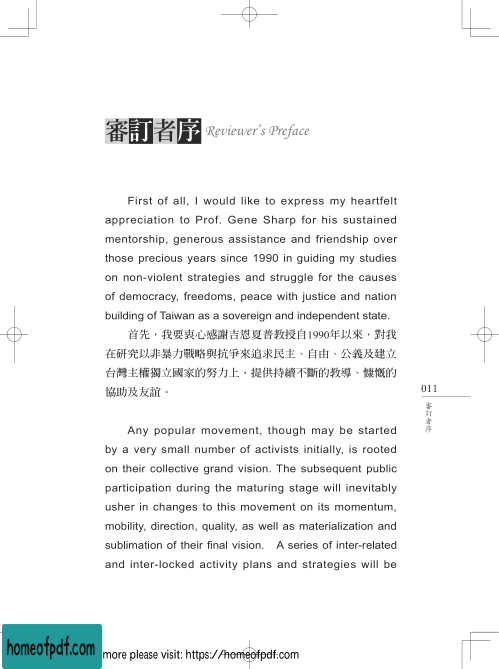 審訂者序 Reviewer's Preface
First of all, I would like to express my heartfelt
appreciation to Prof. Gene Sharp for his sustained
mentorship, generous assistance and friendship over
those precious years since 1990 in guiding my studies
on non-violent strategies and struggle for the causes
of democracy, freedoms, peace with justice and nation
building of Taiwan as a sovereign and independent state.
首先，我要衷心感謝吉恩夏普教授自1990年以來，對我
在研究以非暴力戰略與抗爭來追求民主、自由、公義及建立
台灣主權獨立國家的努力上，提供持續不斷的教導、慷慨的
協助及友誼。
011
審訂者序
Any popular movement, though may be started
by a very small number of activists initially, is rooted
on their collective grand vision. The subsequent public
participation during the maturing stage will inevitably
usher in changes to this movement on its momentum,
mobility, direction, quality, as well as materialization and
sublimation of their final vision. A series of inter-related
and inter-locked activity plans and strategies will be
homeofpdf.com
more please visit: https://homeofpdf.com